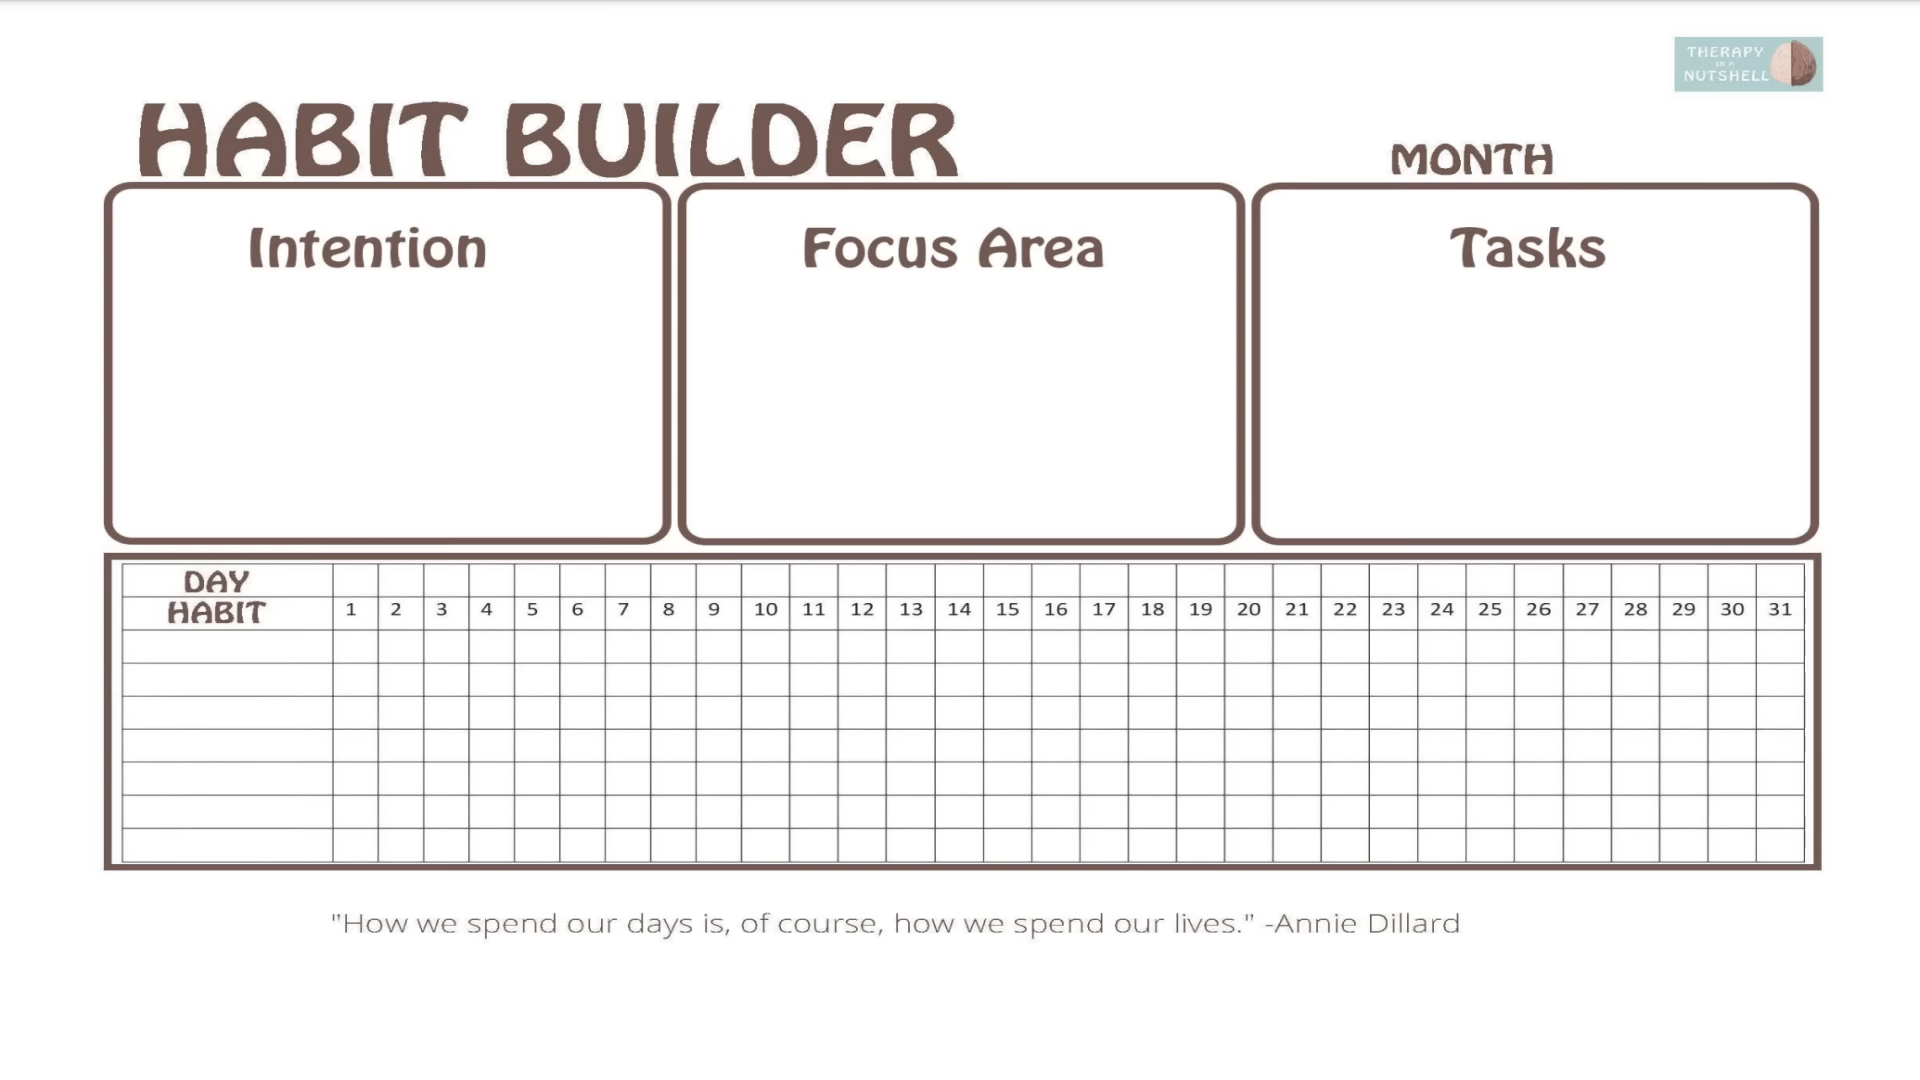 THERAPY
IN A
NUTSHELL
HABIT BUILDER
MONTH
Intention
Focus Area
Tasks
DAY
HABIT 1 2 3 4 5 6 7 8 9 10 11 12 13 14 15 16 17 18 19 20 21 22 23 24 25 26 27 28 29 30 31
"How we spend our days is, of course, how we spend our lives." -Annie Dillard